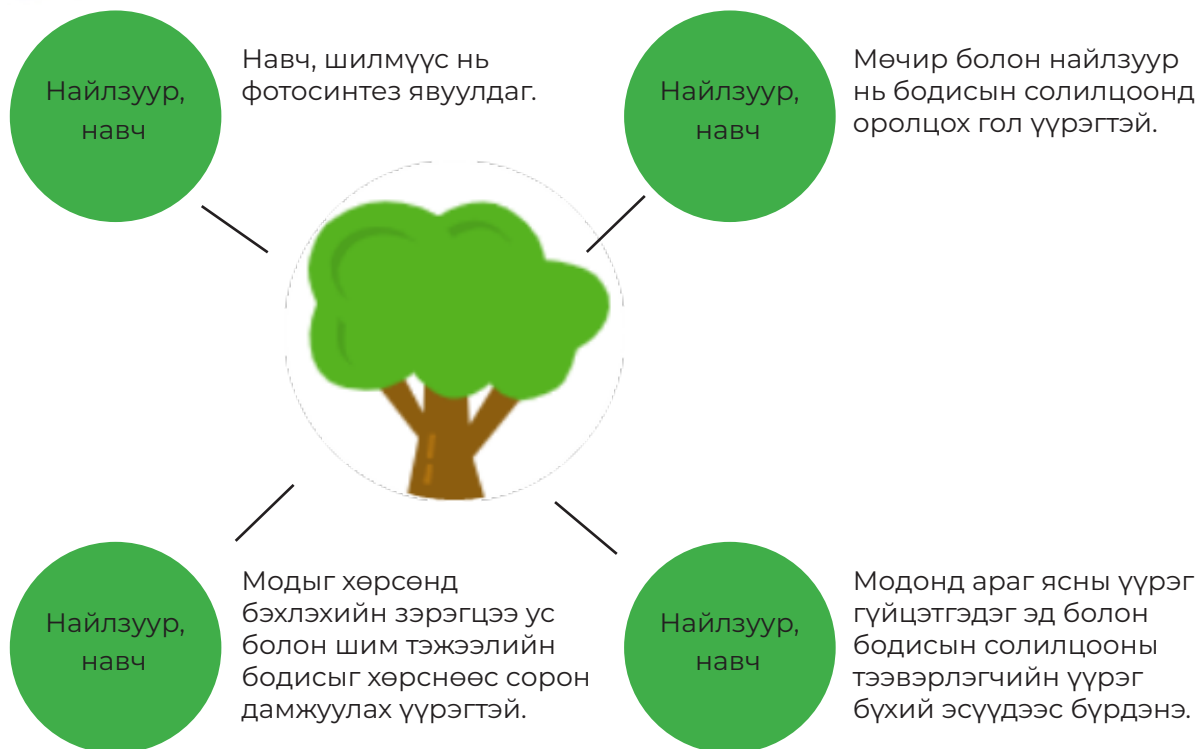 Найлзуур,
навч
Навч, шилмүүс нь
фотосинтез явуулдаг.
Найлзуур,
навч
Мөчир болон найлзуур
нь бодисын солилцоонд
оролцох гол үүрэгтэй.
Найлзуур,
навч
Модыг хөрсөнд
бэхлэхийн зэрэгцээ ус
болон шим тэжээлийн
бодисыг хөрснөөс сорон
дамжуулах үүрэгтэй.
Найлзуур,
навч
Модонд араг ясны үүрэг
гүйцэтгэдэг эд болон
бодисын солилцооны
тээвэрлэгчийн үүрэг
бүхий эсүүдээс бүрдэнэ.